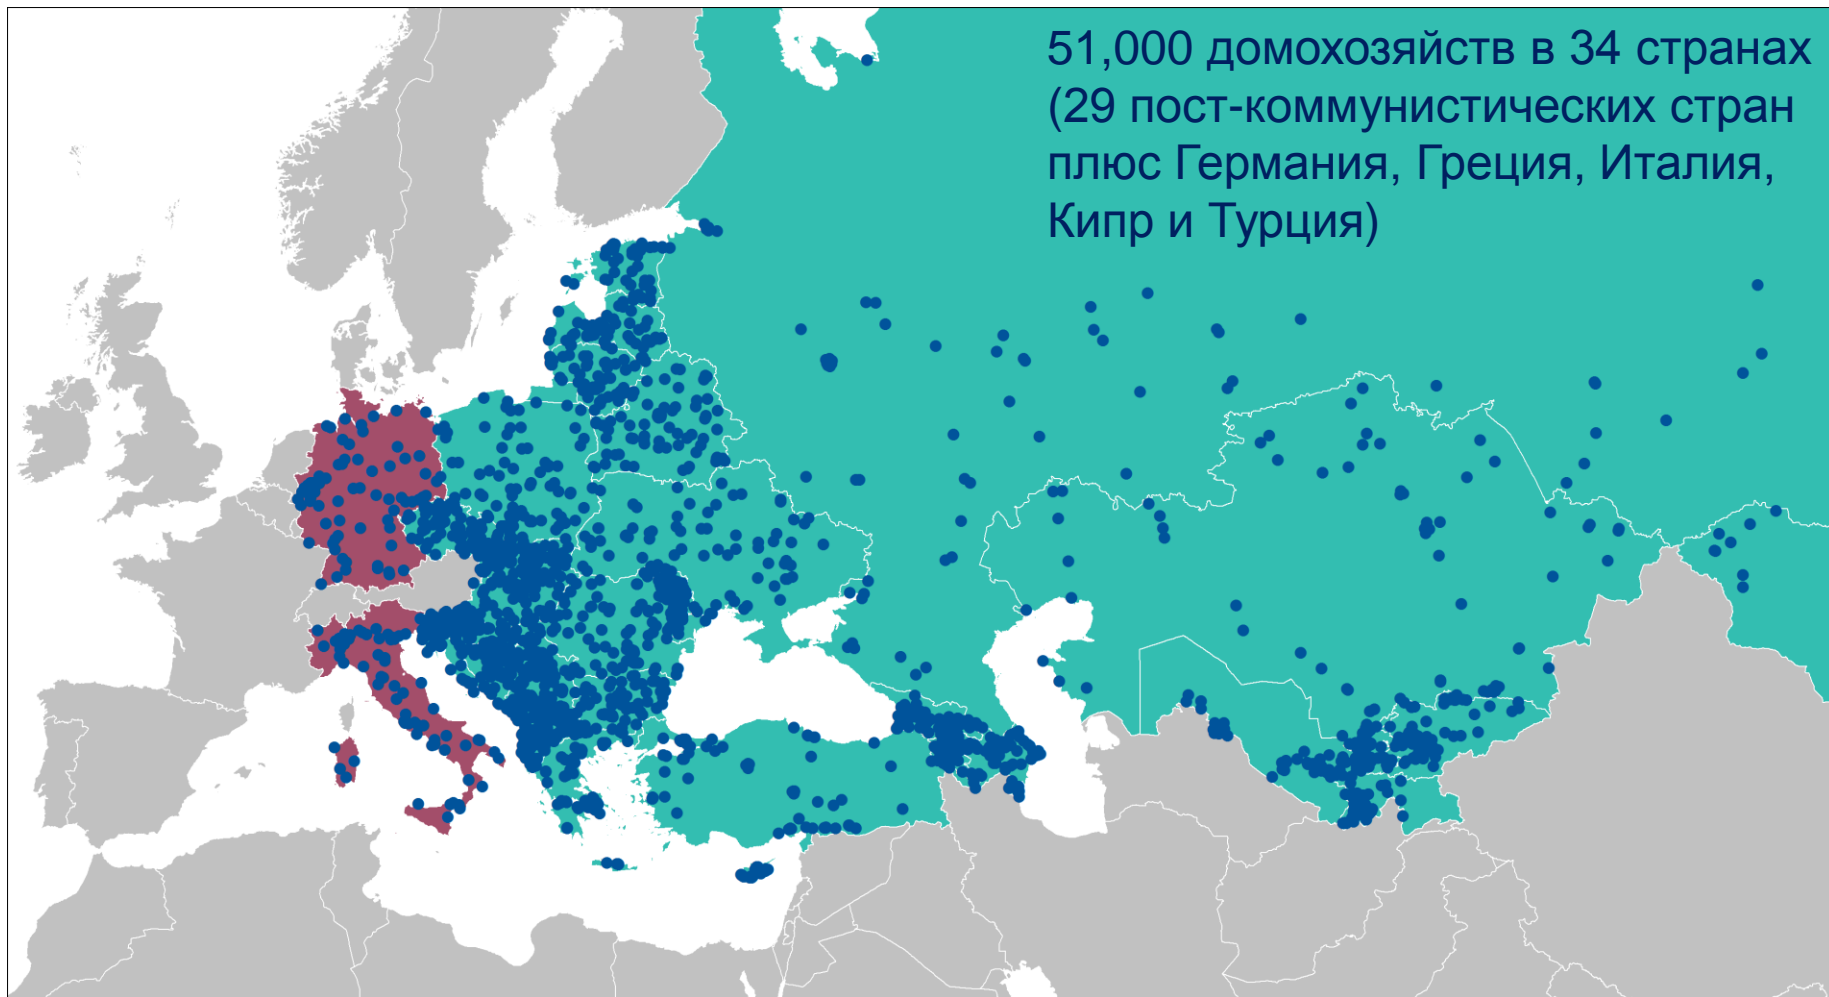 51,000 домохозяйств в 34 странах
(29 пост-коммунистических стран
плюс Германия, Греция, Италия,
Кипр и Турция)